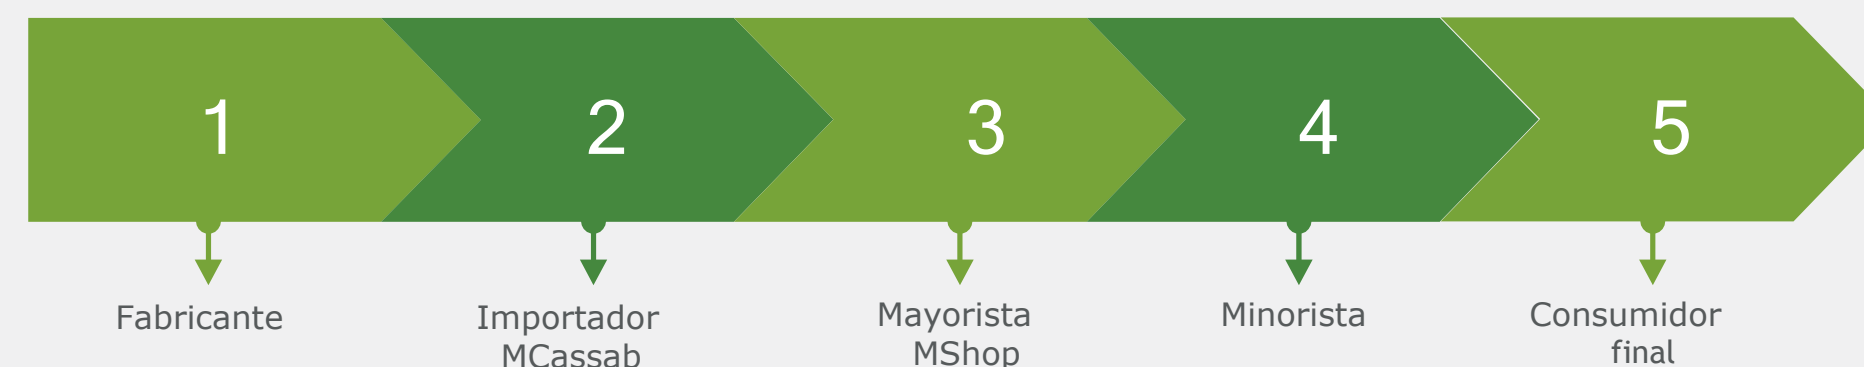 1
2
3
4
5
Fabricante
Importador
MCassab
Mayorista
MShop
Minorista
Consumidor
final